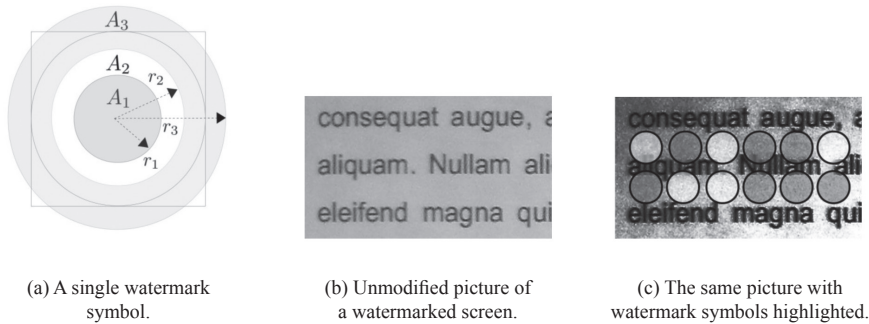 A₃
A₂
r₂
A₁
r₃
r₁
consequat augue, a
aliquam. Nullam ali
eleifend magna qui
consequat augue, a
aliquam. Nullam ali
eleifend magna qui
(a) A single watermark
symbol.
(b) Unmodified picture of
a watermarked screen.
(c) The same picture with
watermark symbols highlighted.